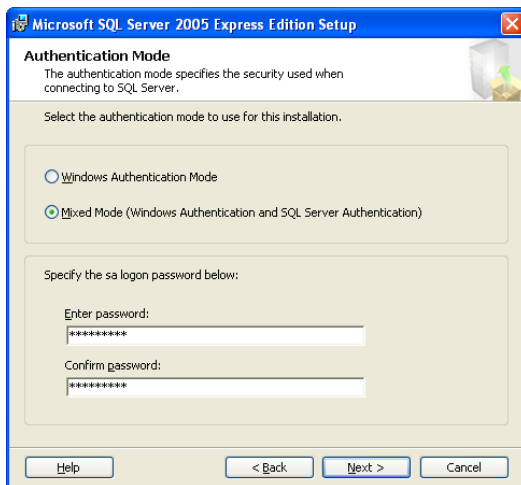 Microsoft SQL Server 2005 Express Edition Setup
Authentication Mode
The authentication mode specifies the security used when
connecting to SQL Server.
Select the authentication mode to use for this installation.
Windows Authentication Mode
Mixed Mode (Windows Authentication and SQL Server Authentication)
Specify the sa logon password below:
Enter password:
*********
Confirm password:
*********
Help
< Back
Next >
Cancel